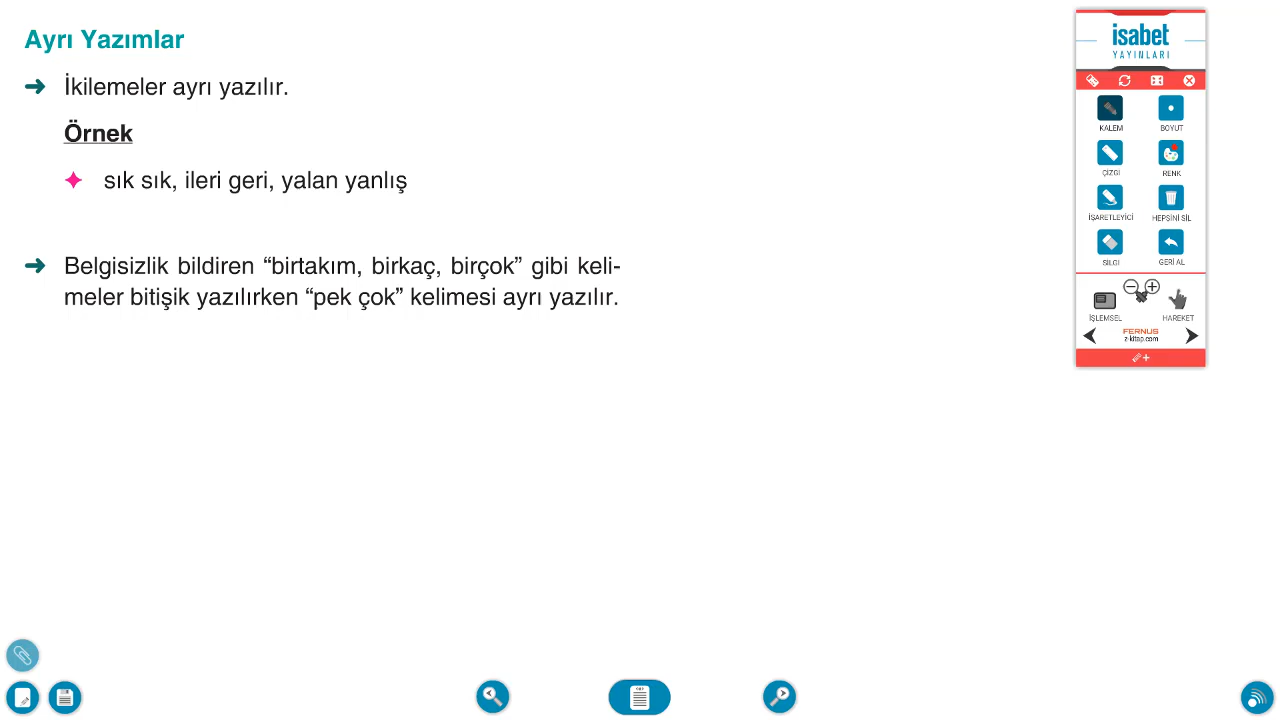 Ayrı Yazımlar
İkilemeler ayrı yazılır.
Örnek
sık sık, ileri geri, yalan yanlış
Belgisizlik bildiren “birtakım, birkaç, birçok” gibi keli-
meler bitişik yazılırken “pek çok” kelimesi ayrı yazılır.
isabet
YAYINLARI
KALEM
BOYUT
ÇİZGİ
RENK
İŞARETLEYİCİ
HEPSİNİ SİL
SİLGİ
GERİ AL
İŞLEMSEL
HAREKET
FERNUS
z-kitap.com